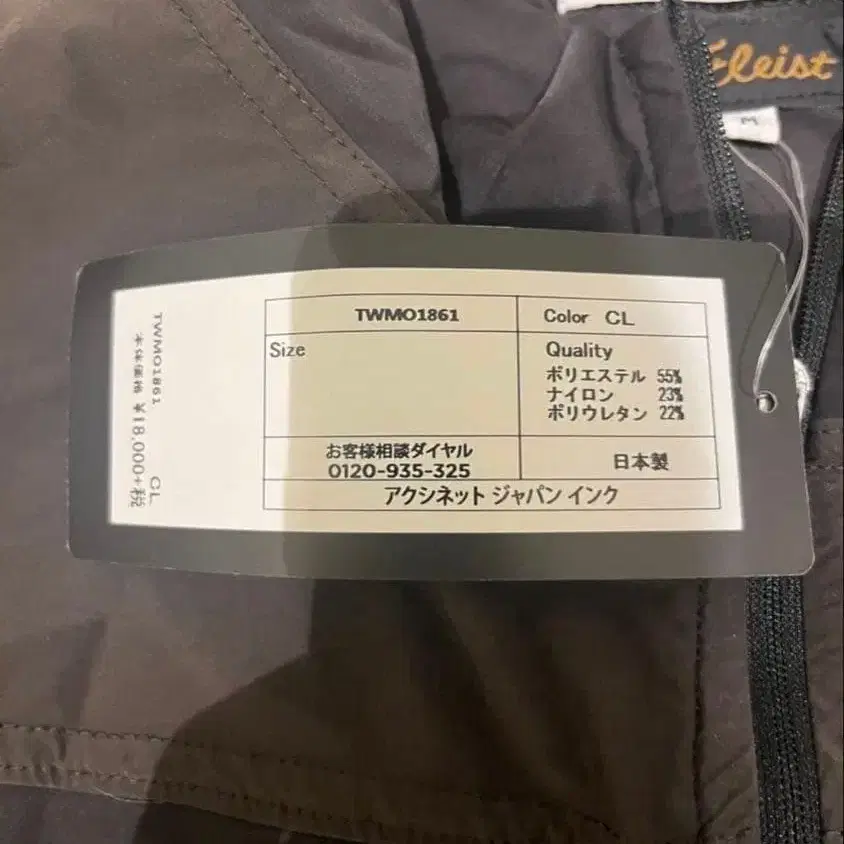 Fleist
M
TWMO1861
Color CL
Size
Quality
ポリエステル 55%
ナイロン 23%
ポリウレタン 22%
お客様相談ダイヤル
0120-935-325
日本製
アクシネット ジャパン インク
TWMO1861 CL
本体価格 ¥18,000+税